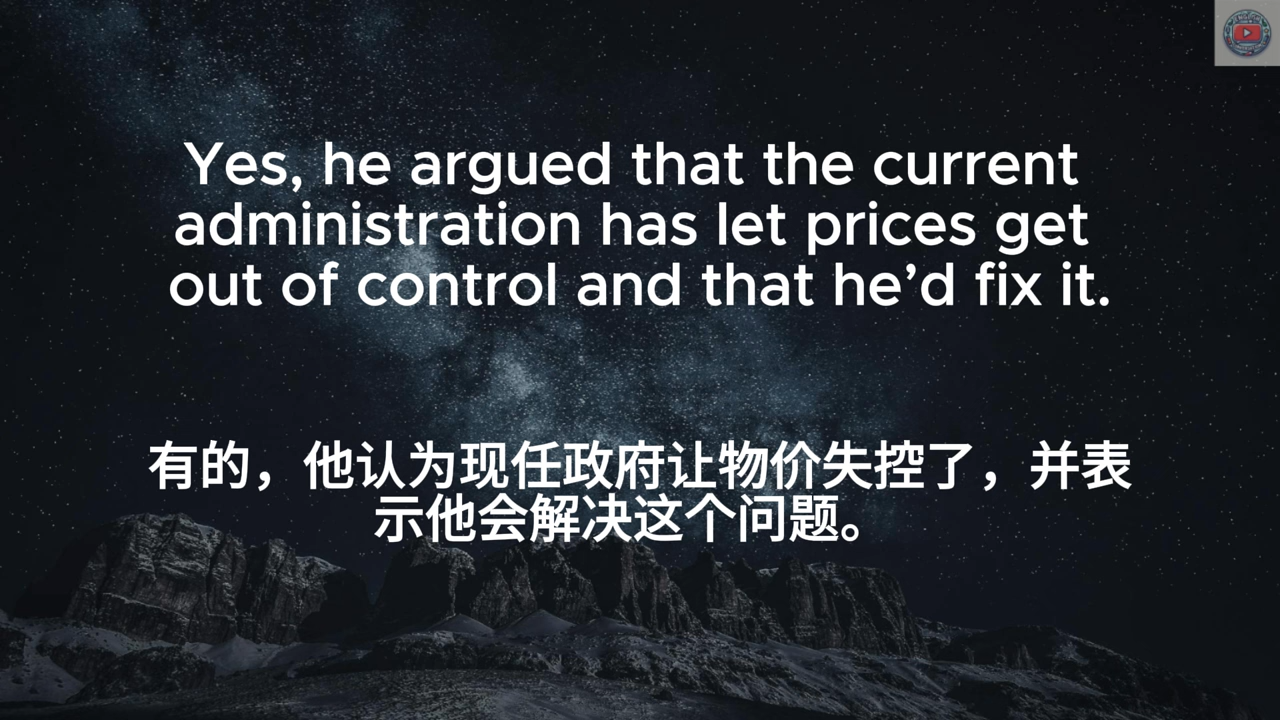 Yes, he argued that the current
administration has let prices get
out of control and that he’d fix it.
有的，他认为现任政府让物价失控了，并表
示他会解决这个问题。